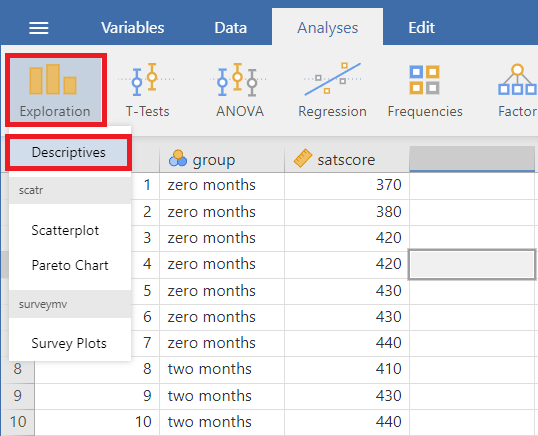 Variables Data Analyses Edit
Exploration T-Tests ANOVA Regression Frequencies Factor
Descriptives
group satscore
scatr
1 zero months 370
2 zero months 380
Scatterplot
3 zero months 420
Pareto Chart
4 zero months 420
surveymv
5 zero months 430
6 zero months 430
Survey Plots
7 zero months 440
8 8 two months 410
9 9 two months 430
10 10 two months 440